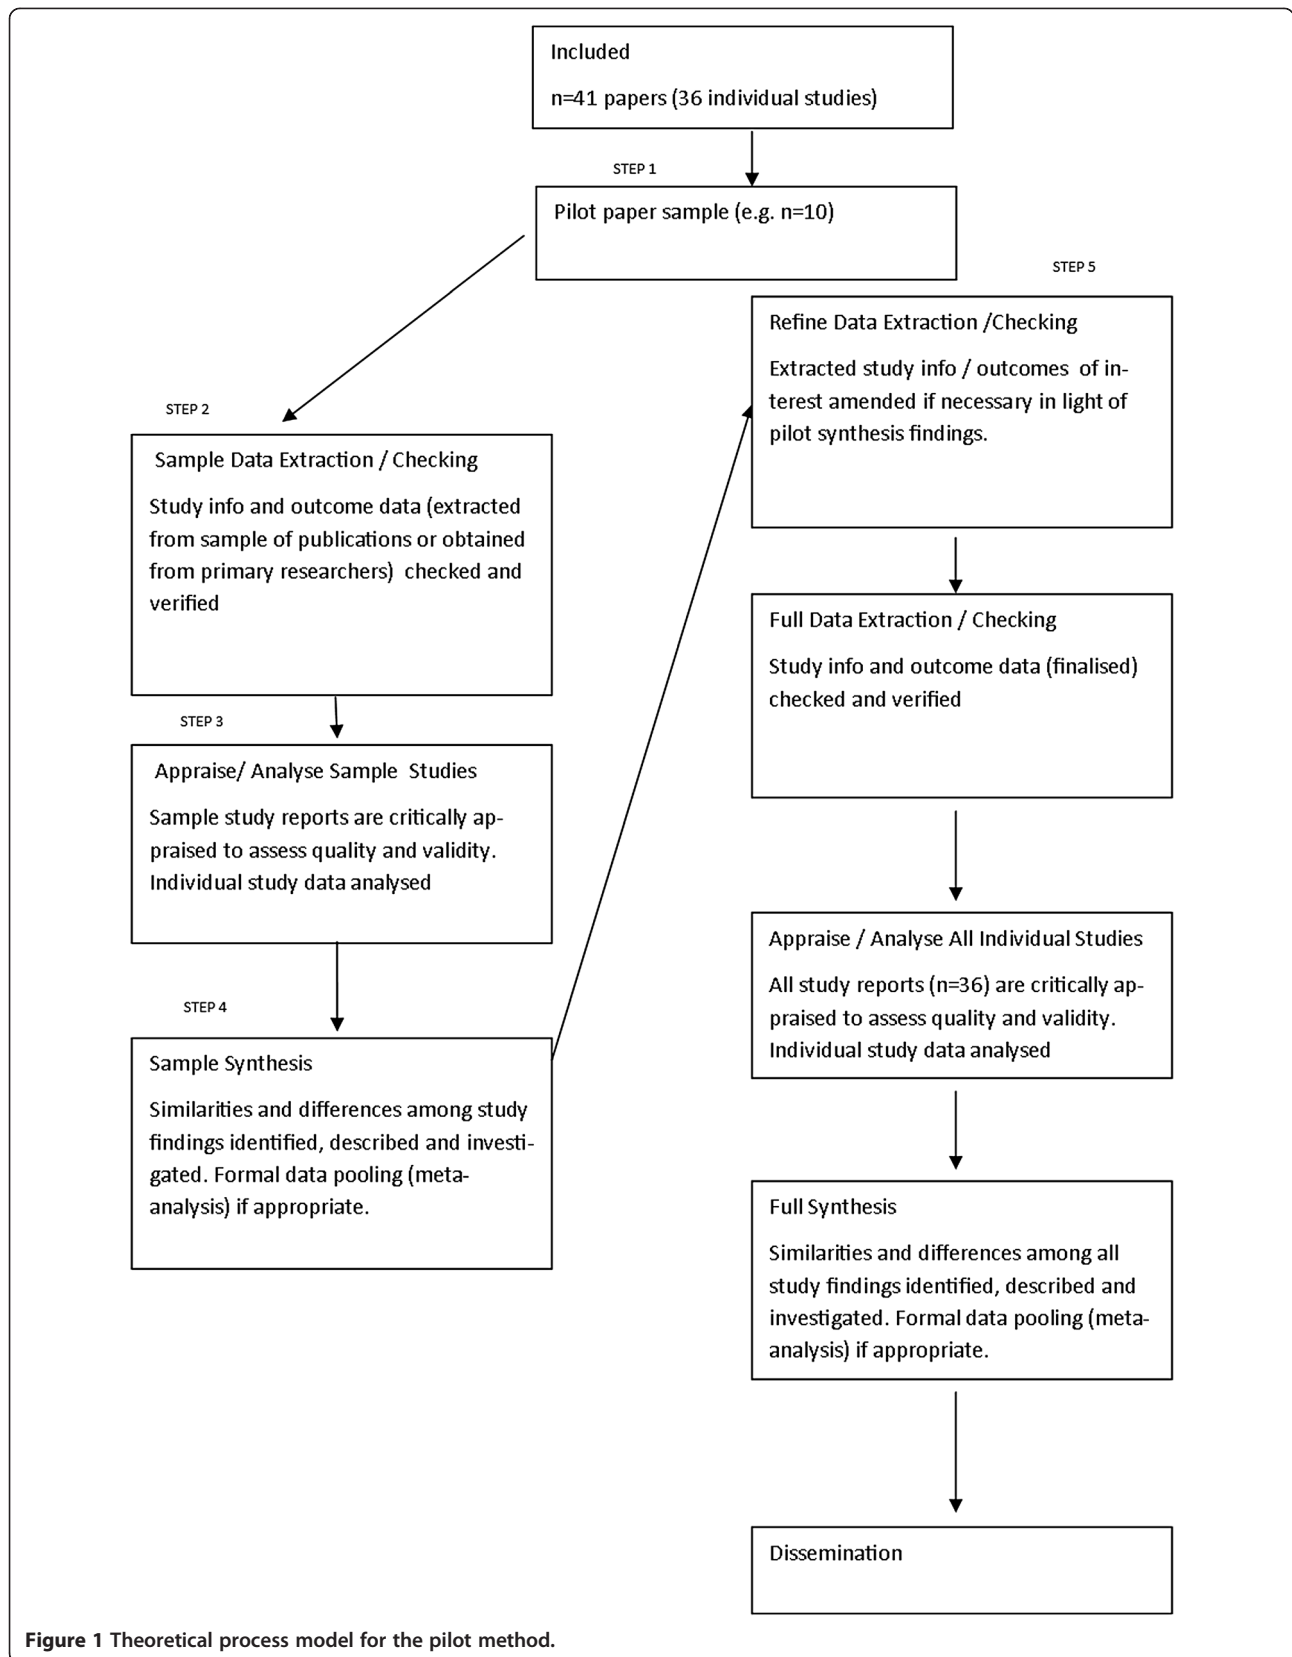 Included
n=41 papers (36 individual studies)
STEP 1
Pilot paper sample (e.g. n=10)
STEP 2
Sample Data Extraction / Checking
Study info and outcome data (extracted
from sample of publications or obtained
from primary researchers)  checked and
verified
STEP 3
Appraise/ Analyse Sample  Studies
Sample study reports are critically ap-
praised to assess quality and validity.
Individual study data analysed
STEP 4
Sample Synthesis
Similarities and differences among study
findings identified, described and investi-
gated. Formal data pooling (meta-
analysis) if appropriate.
STEP 5
Refine Data Extraction /Checking
Extracted study info / outcomes  of in-
terest amended if necessary in light of
pilot synthesis findings.
Full Data Extraction / Checking
Study info and outcome data (finalised)
checked and verified
Appraise / Analyse All Individual Studies
All study reports (n=36) are critically ap-
praised to assess quality and validity.
Individual study data analysed
Full Synthesis
Similarities and differences among all
study findings identified, described and
investigated. Formal data pooling (meta-
analysis) if appropriate.
Dissemination
Figure 1 Theoretical process model for the pilot method.